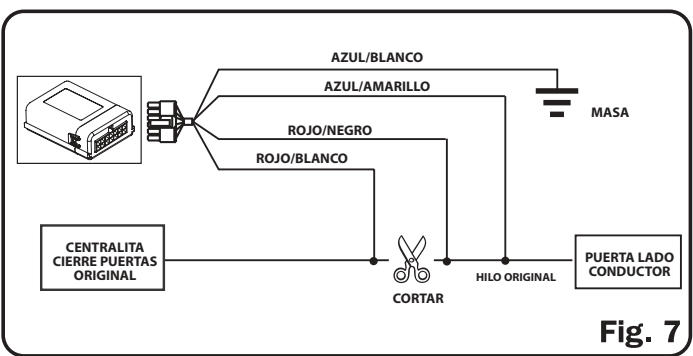 AZUL/BLANCO
AZUL/AMARILLO
MASA
ROJO/NEGRO
ROJO/BLANCO
CENTRALITA
CIERRE PUERTAS
ORIGINAL
CORTAR
HILO ORIGINAL
PUERTA LADO
CONDUCTOR
Fig. 7